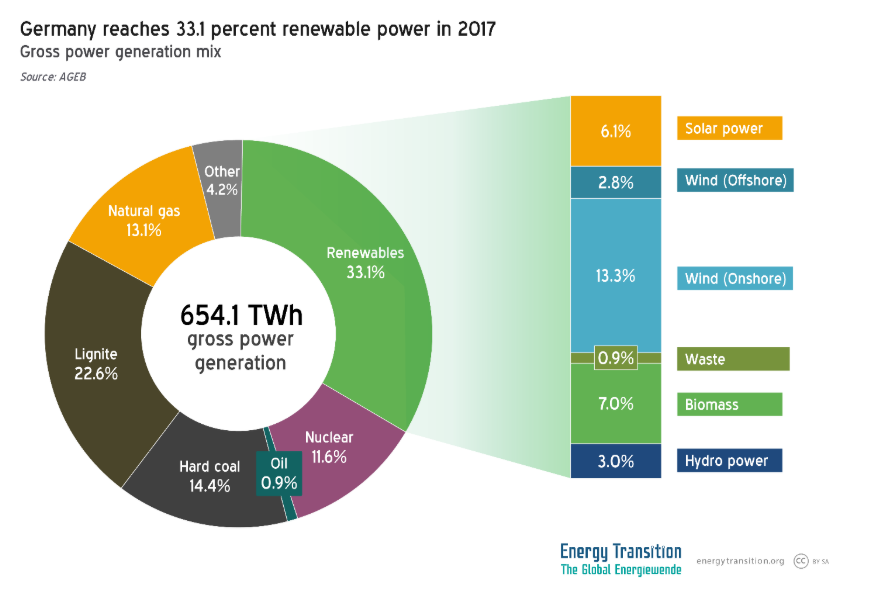 Germany reaches 33.1 percent renewable power in 2017
Gross power generation mix
Source: AGEB
Other
4.2%
Natural gas
13.1%
Renewables
33.1%
654.1 TWh
gross power
generation
Lignite
22.6%
Nuclear
11.6%
Oil
0.9%
Hard coal
14.4%
6.1%
Solar power
2.8%
Wind (Offshore)
13.3%
Wind (Onshore)
0.9%
Waste
7.0%
Biomass
3.0%
Hydro power
Energy Transition
The Global Energiewende
energytransition.org
cc BY SA